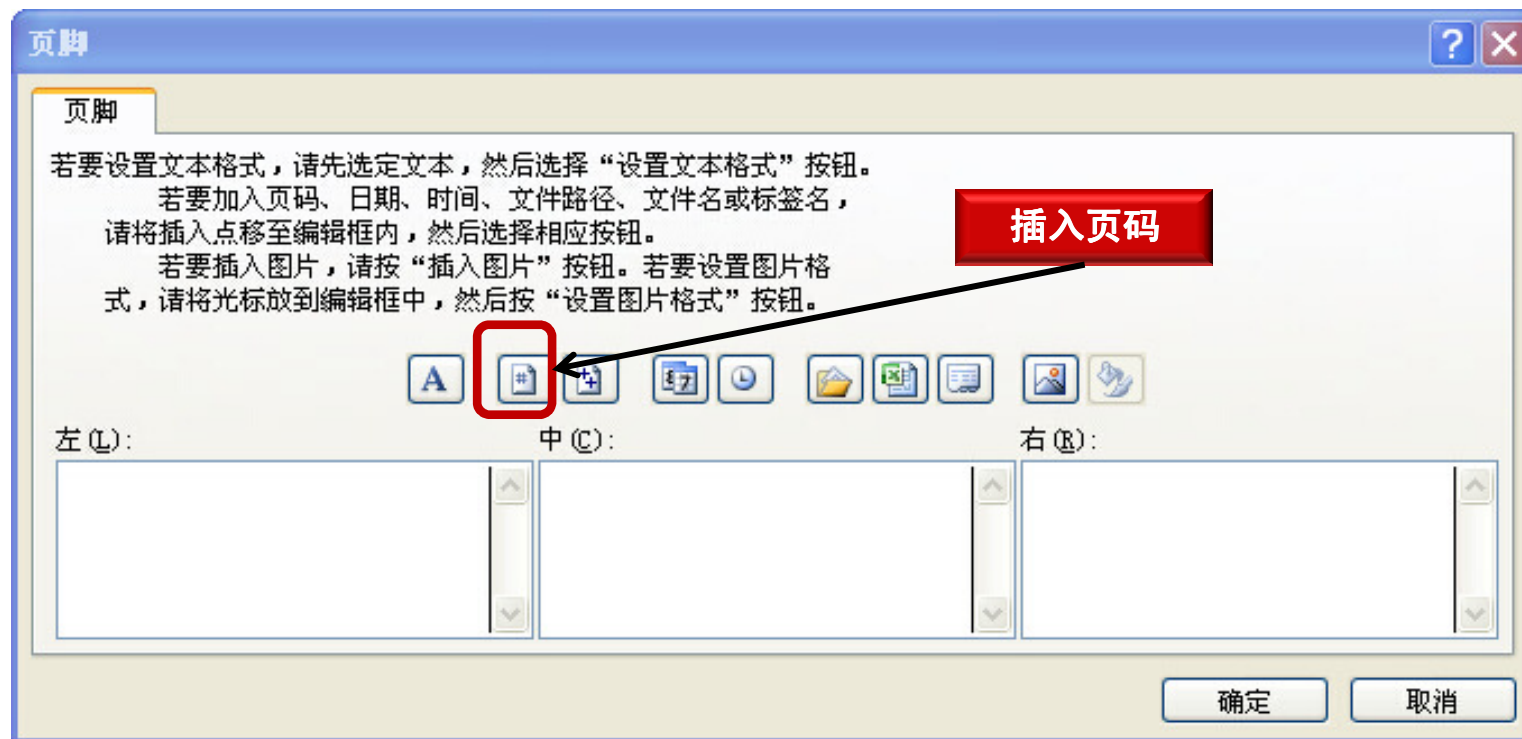 页脚
页脚
若要设置文本格式，请先选定文本，然后选择“设置文本格式”按钮。
若要加入页码、日期、时间、文件路径、文件名或标签名，
请将插入点移至编辑框内，然后选择相应按钮。
若要插入图片，请按“插入图片”按钮。若要设置图片格
式，请将光标放到编辑框中，然后按“设置图片格式”按钮。
插入页码
A
左(L):
中(C):
右(R):
确定
取消